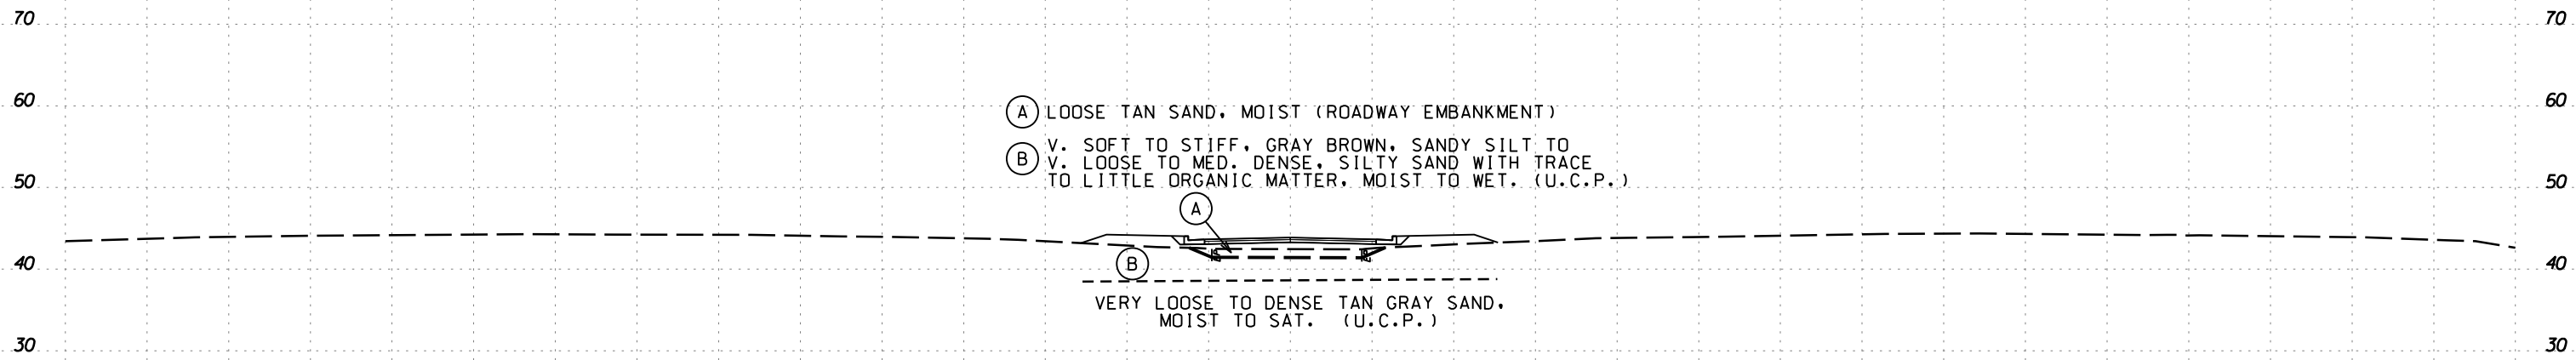 70 70
60 60
A LOOSE TAN SAND, MOIST (ROADWAY EMBANKMENT)
B V. SOFT TO STIFF, GRAY BROWN, SANDY SILT TO
V. LOOSE TO MED. DENSE, SILTY SAND WITH TRACE
TO LITTLE ORGANIC MATTER, MOIST TO WET. (U.C.P.)
50 50
A
B
40 40
VERY LOOSE TO DENSE TAN GRAY SAND,
MOIST TO SAT. (U.C.P.)
30 30